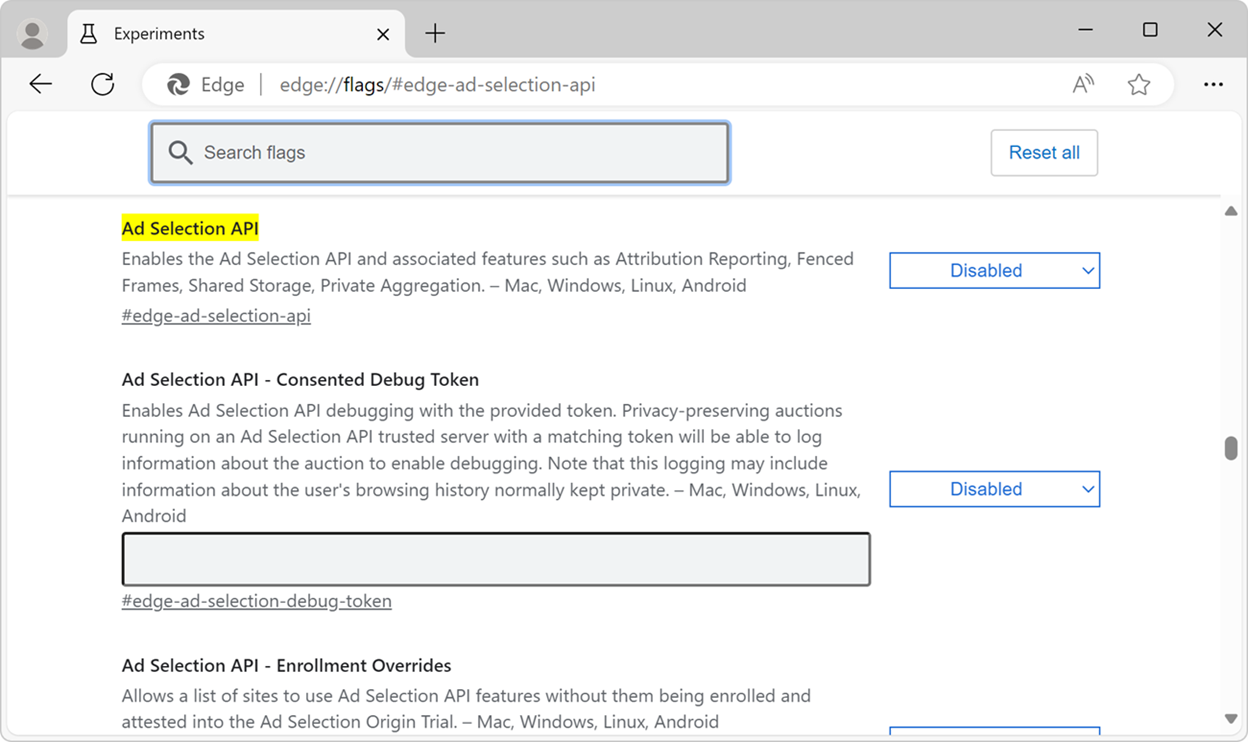 Experiments
Edge | edge://flags/#edge-ad-selection-api
Search flags
Reset all
Ad Selection API
Enables the Ad Selection API and associated features such as Attribution Reporting, Fenced
Frames, Shared Storage, Private Aggregation. – Mac, Windows, Linux, Android
#edge-ad-selection-api
Disabled
Ad Selection API - Consented Debug Token
Enables Ad Selection API debugging with the provided token. Privacy-preserving auctions
running on an Ad Selection API trusted server with a matching token will be able to log
information about the auction to enable debugging. Note that this logging may include
information about the user's browsing history normally kept private. – Mac, Windows, Linux,
Android
#edge-ad-selection-debug-token
Disabled
Ad Selection API - Enrollment Overrides
Allows a list of sites to use Ad Selection API features without them being enrolled and
attested into the Ad Selection Origin Trial. – Mac, Windows, Linux, Android